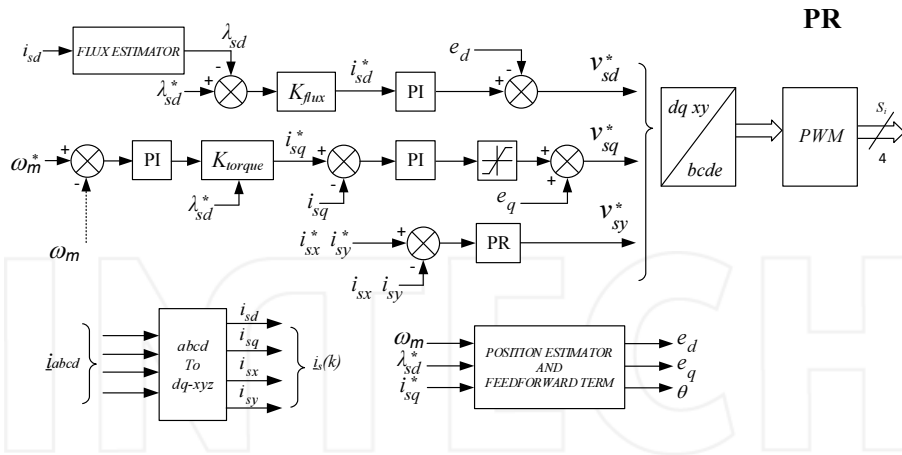 PR
i_sd
FLUX ESTIMATOR
λ_sd
-
+
λ*_sd
K_flux
i*_sd
PI
e_d
-
+
v*_sd
ω*_m
+
-
PI
K_torque
i*_sq
+
-
PI
+
+
v*_sq
ω_m
λ*_sd
i_sq
e_q
i*_sx i*_sy
+
-
PR
v*_sy
i_sx i_sy
dq xy
bcde
PWM
S_i
4
i_abcd
abcd
To
dq-xyz
i_sd
i_sq
i_sx
i_sy
i_s(k)
ω_m
λ*_sd
i*_sq
POSITION ESTIMATOR
AND
FEEDFORWARD TERM
e_d
e_q
θ
INTECH